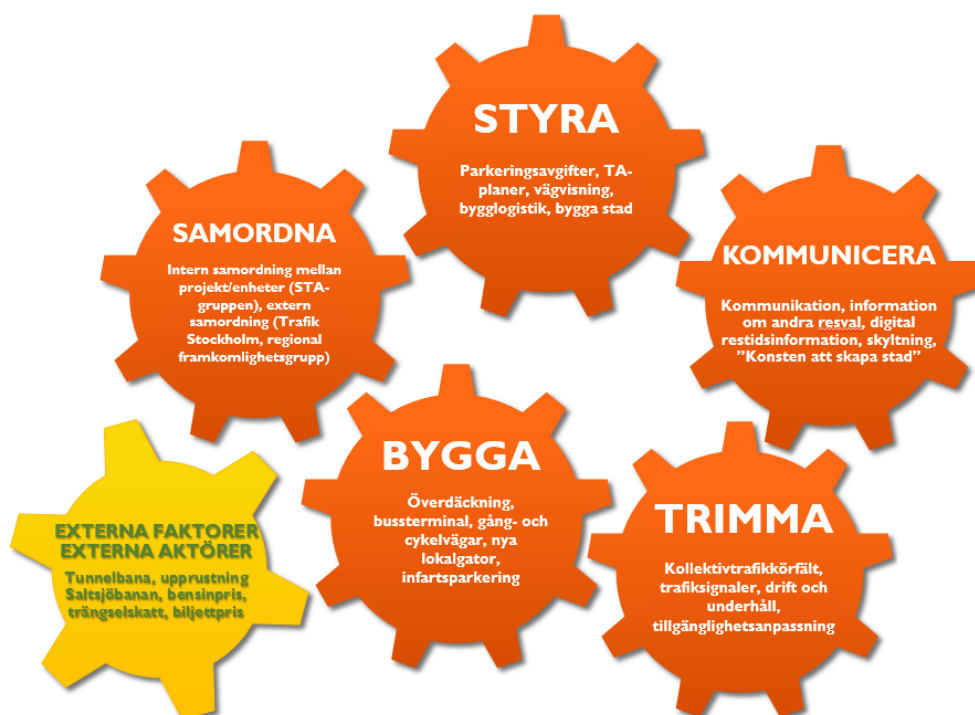 STYRA
Parkeringsavgifter, TA-
planer, vägvisning,
bygglogistik, bygga stad
SAMORDNA
Intern samordning mellan
projekt/enheter (STA-
gruppen), extern
samordning (Trafik
Stockholm, regional
framkomlighetsgrupp)
KOMMUNICERA
Kommunikation, information
om andra resval, digital
restidsinformation, skyltning,
”Konsten att skapa stad”
BYGGA
Överdäckning,
bussterminal, gång- och
cykelvägar, nya
lokalgator,
infartsparkering
TRIMMA
Kollektivtrafikkörfält,
trafiksignaler, drift och
underhåll,
tillgänglighetsanpassning
EXTERNA FAKTORER
EXTERNA AKTÖRER
Tunnelbana, upprustning
Saltsjöbanan, bensinpris,
trängselskatt, biljettpris